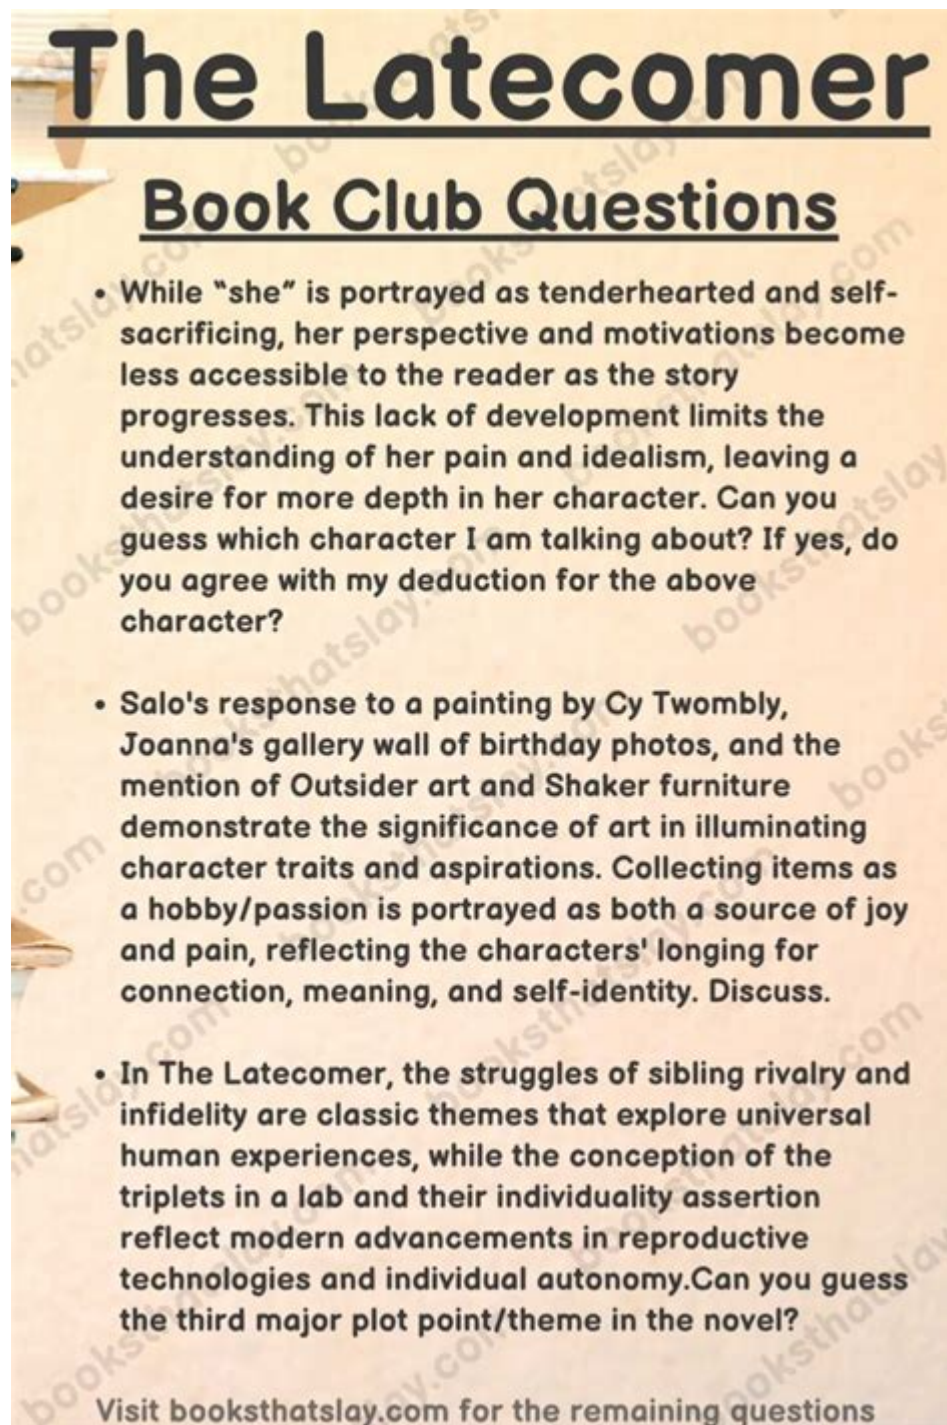 The Latecomer
Book Club Questions
• While “she” is portrayed as tenderhearted and self-
sacrificing, her perspective and motivations become
less accessible to the reader as the story
progresses. This lack of development limits the
understanding of her pain and idealism, leaving a
desire for more depth in her character. Can you
guess which character I am talking about? If yes, do
you agree with my deduction for the above
character?
• Salo's response to a painting by Cy Twombly,
Joanna's gallery wall of birthday photos, and the
mention of Outsider art and Shaker furniture
demonstrate the significance of art in illuminating
character traits and aspirations. Collecting items as
a hobby/passion is portrayed as both a source of joy
and pain, reflecting the characters' longing for
connection, meaning, and self-identity. Discuss.
• In The Latecomer, the struggles of sibling rivalry and
infidelity are classic themes that explore universal
human experiences, while the conception of the
triplets in a lab and their individuality assertion
reflect modern advancements in reproductive
technologies and individual autonomy.Can you guess
the third major plot point/theme in the novel?
Visit booksthatslay.com for the remaining questions
booksthatslay.com